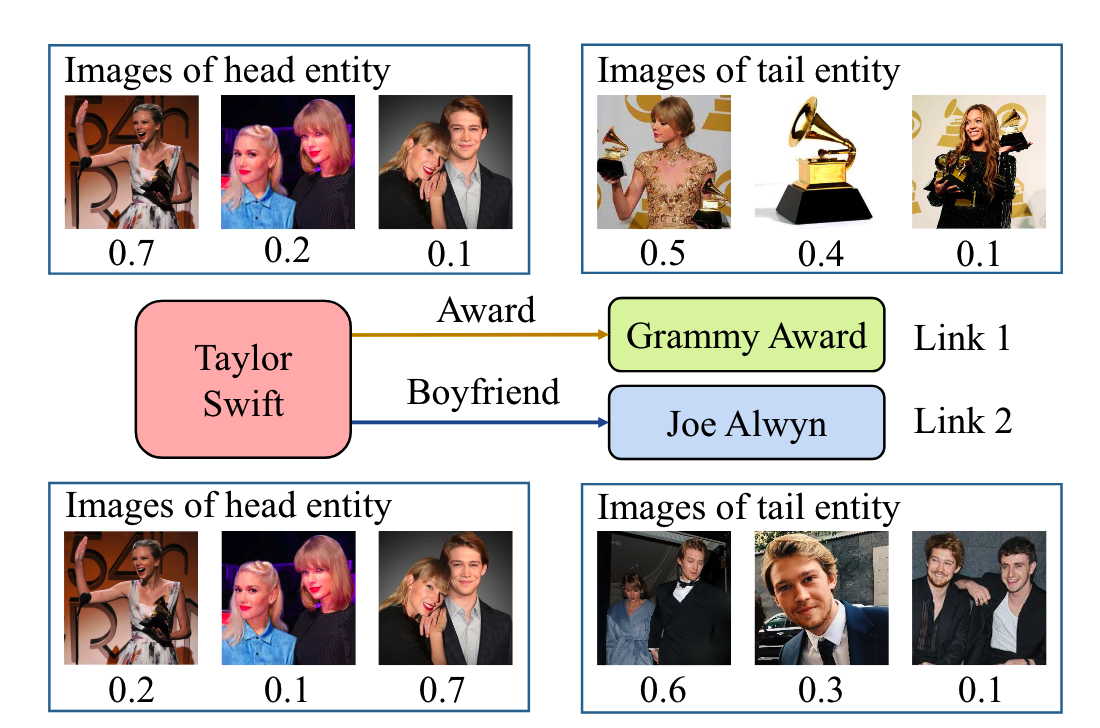 Images of head entity
54th
0.7
0.2
0.1
Images of tail entity
0.5
0.4
0.1
Taylor
Swift
Award
Grammy Award
Link 1
Boyfriend
Joe Alwyn
Link 2
Images of head entity
54th
0.2
0.1
0.7
Images of tail entity
0.6
0.3
0.1